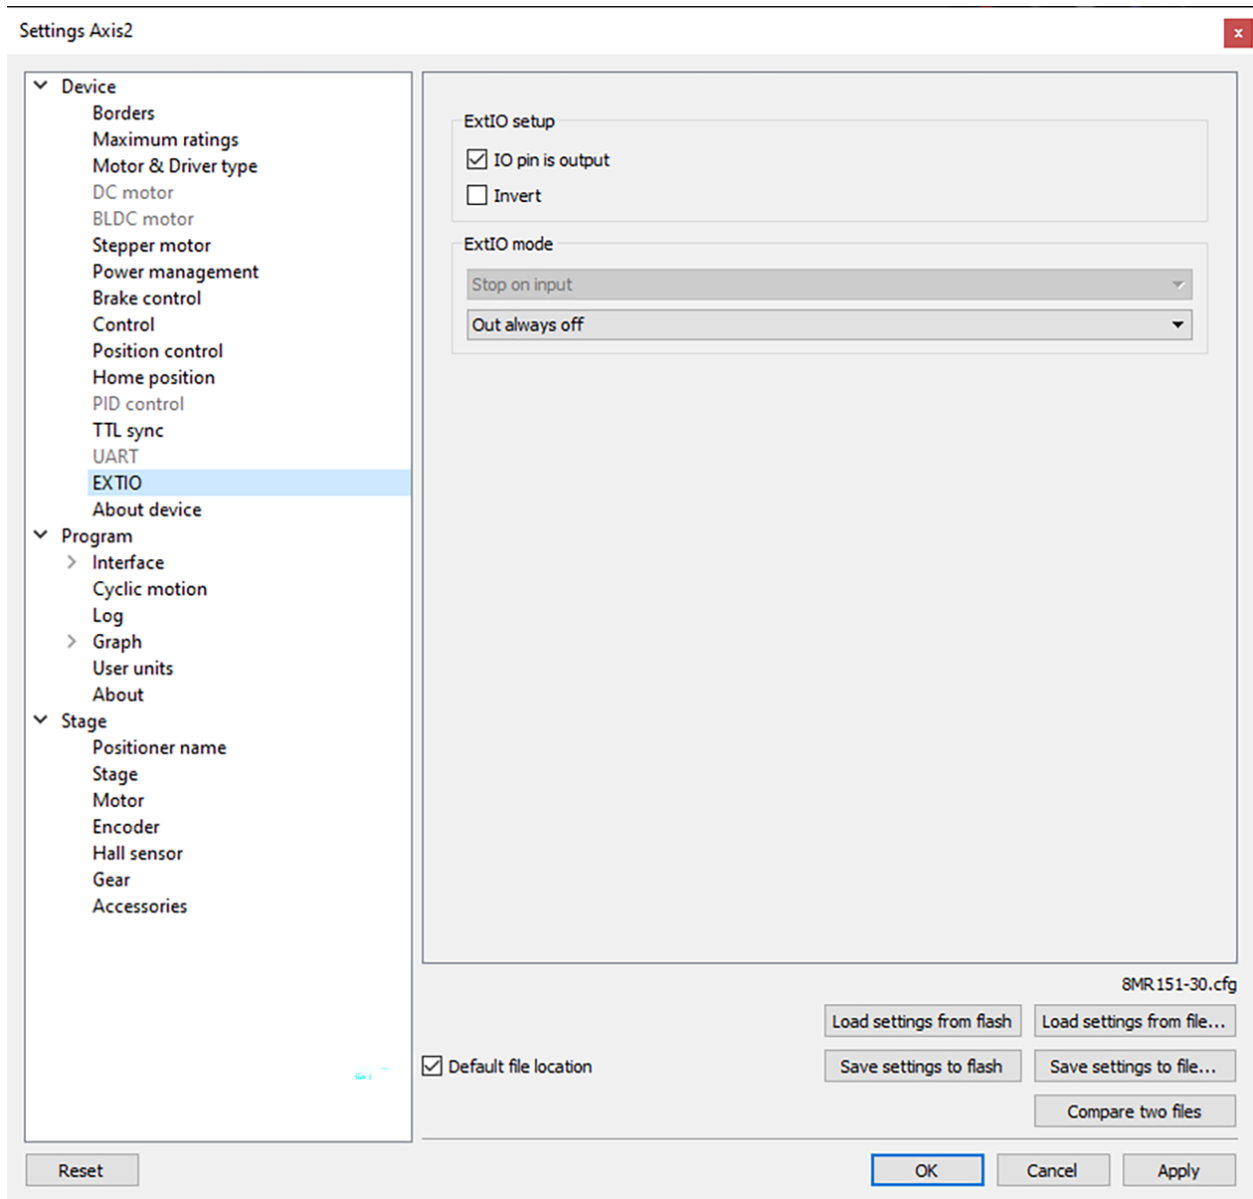 Settings Axis2
x
Device
Borders
Maximum ratings
Motor & Driver type
DC motor
BLDC motor
Stepper motor
Power management
Brake control
Control
Position control
Home position
PID control
TTL sync
UART
EXTIO
About device
Program
Interface
Cyclic motion
Log
Graph
User units
About
Stage
Positioner name
Stage
Motor
Encoder
Hall sensor
Gear
Accessories
ExtIO setup
IO pin is output
Invert
ExtIO mode
Stop on input
Out always off
8MR151-30.cfg
Load settings from flash
Load settings from file...
Default file location
Save settings to flash
Save settings to file...
Compare two files
Reset
OK
Cancel
Apply